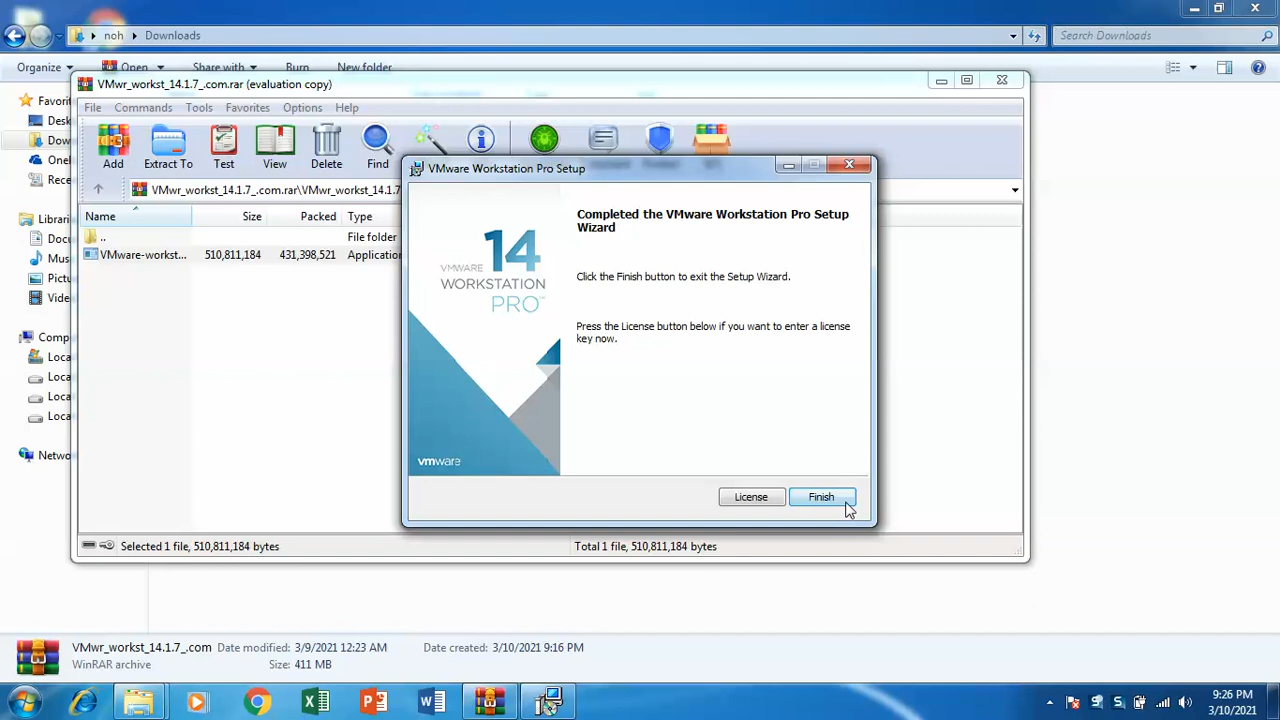 noh Downloads
Search Downloads
Organize Open Share with Burn New folder
VMwr_workst_14.1.7_.com.rar (evaluation copy)
File Commands Tools Favorites Options Help
Add Extract To Test View Delete Find
VMwr_workst_14.1.7_.com.rar\VMwr_workst_14.1.7
Name Size Packed Type
.. File folder
VMware-workst... 510,811,184 431,398,521 Application
Selected 1 file, 510,811,184 bytes
Total 1 file, 510,811,184 bytes
Favorit
Desk
Dow
One
Rece
Librari
Docu
Mus
Pictu
Vide
Comp
Loca
Loca
Loca
Loca
Netwo
VMware Workstation Pro Setup
14
VMWARE
WORKSTATION
PRO™
vmware
Completed the VMware Workstation Pro Setup
Wizard
Click the Finish button to exit the Setup Wizard.
Press the License button below if you want to enter a license
key now.
License Finish
VMwr_workst_14.1.7_.com Date modified: 3/9/2021 12:23 AM Date created: 3/10/2021 9:16 PM
WinRAR archive Size: 411 MB
9:26 PM
3/10/2021